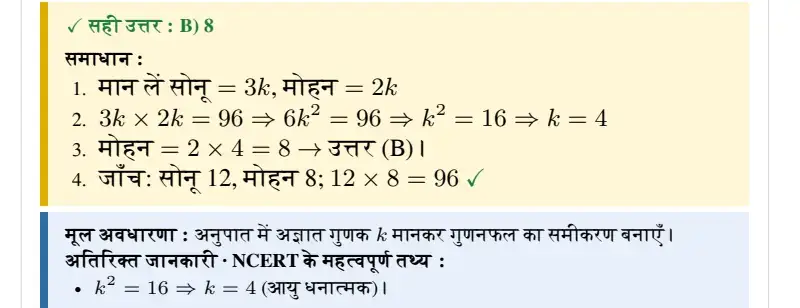 ✓ सही उत्तर : B) 8
समाधान :
1. मान लें सोनू = 3k, मोहन = 2k
2. 3k × 2k = 96 ⇒ 6k² = 96 ⇒ k² = 16 ⇒ k = 4
3. मोहन = 2 × 4 = 8 → उत्तर (B)।
4. जाँच: सोनू 12, मोहन 8; 12 × 8 = 96 ✓
मूल अवधारणा : अनुपात में अज्ञात गुणक k मानकर गुणनफल का समीकरण बनाएँ।
अतिरिक्त जानकारी · NCERT के महत्वपूर्ण तथ्य :
• k² = 16 ⇒ k = 4 (आयु धनात्मक)।